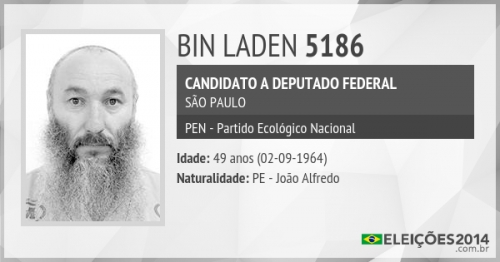 BIN LADEN 5186
CANDIDATO A DEPUTADO FEDERAL
SÃO PAULO
PEN - Partido Ecológico Nacional
Idade: 49 anos (02-09-1964)
Naturalidade: PE - João Alfredo
ELEIÇÕES2014
.com.br